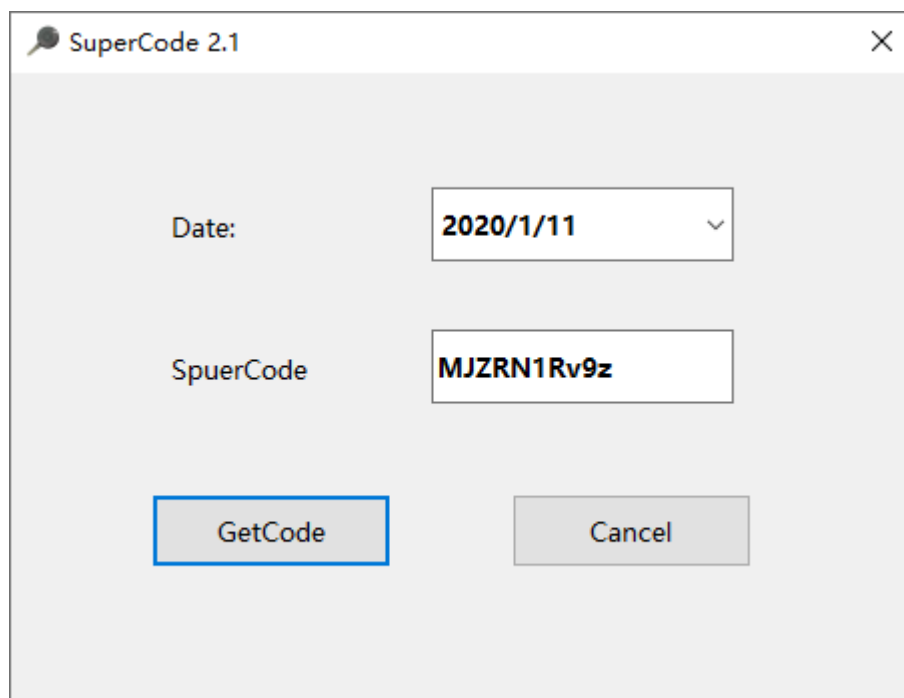 SuperCode 2.1
Date:
2020/1/11
SpuerCode
MJZRN1Rv9z
GetCode
Cancel